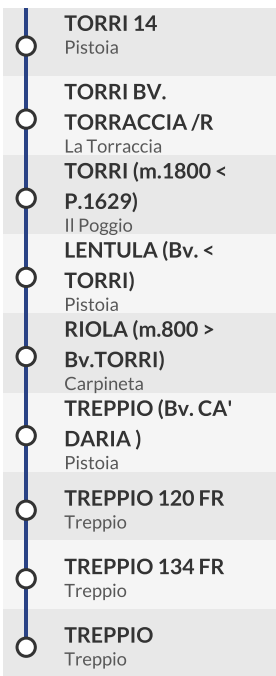 TORRI 14
Pistoia
TORRI BV.
TORRACCIA /R
La Torraccia
TORRI (m.1800 <
P.1629)
Il Poggio
LENTULA (Bv. <
TORRI)
Pistoia
RIOLA (m.800 >
Bv.TORRI)
Carpineta
TREPPIO (Bv. CA'
DARIA )
Pistoia
TREPPIO 120 FR
Treppio
TREPPIO 134 FR
Treppio
TREPPIO
Treppio